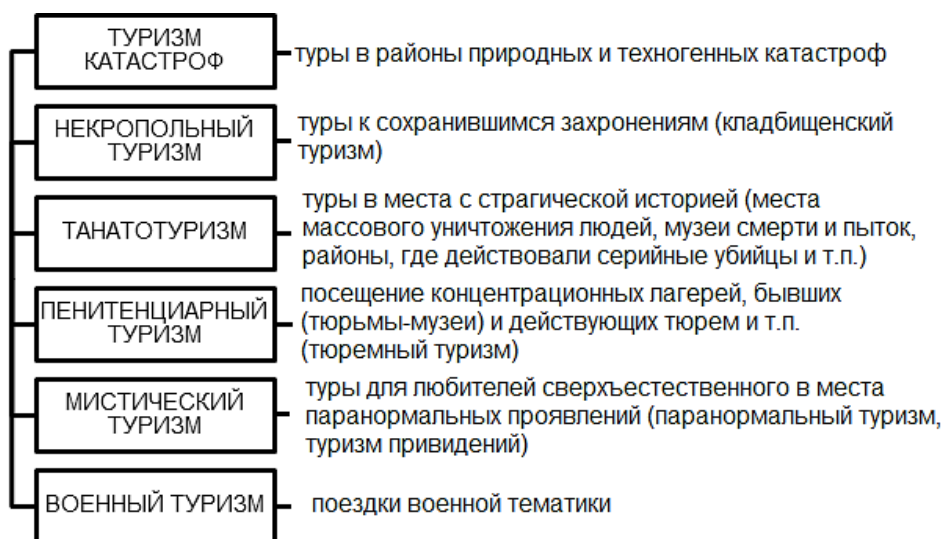 ТУРИЗМ
КАТАСТРОФ
туры в районы природных и техногенных катастроф
НЕКРОПОЛЬНЫЙ
ТУРИЗМ
туры к сохранившимся захронениям (кладбищенский
туризм)
ТАНАТОТУРИЗМ
туры в места с страгической историей (места
массового уничтожения людей, музеи смерти и пыток,
районы, где действовали серийные убийцы и т.п.)
ПЕНИТЕНЦИАРНЫЙ
ТУРИЗМ
посещение концентрационных лагерей, бывших
(тюрьмы-музеи) и действующих тюрем и т.п.
(тюремный туризм)
МИСТИЧЕСКИЙ
ТУРИЗМ
туры для любителей сверхъестественного в места
паранормальных проявлений (паранормальный туризм,
туризм привидений)
ВОЕННЫЙ ТУРИЗМ
поездки военной тематики